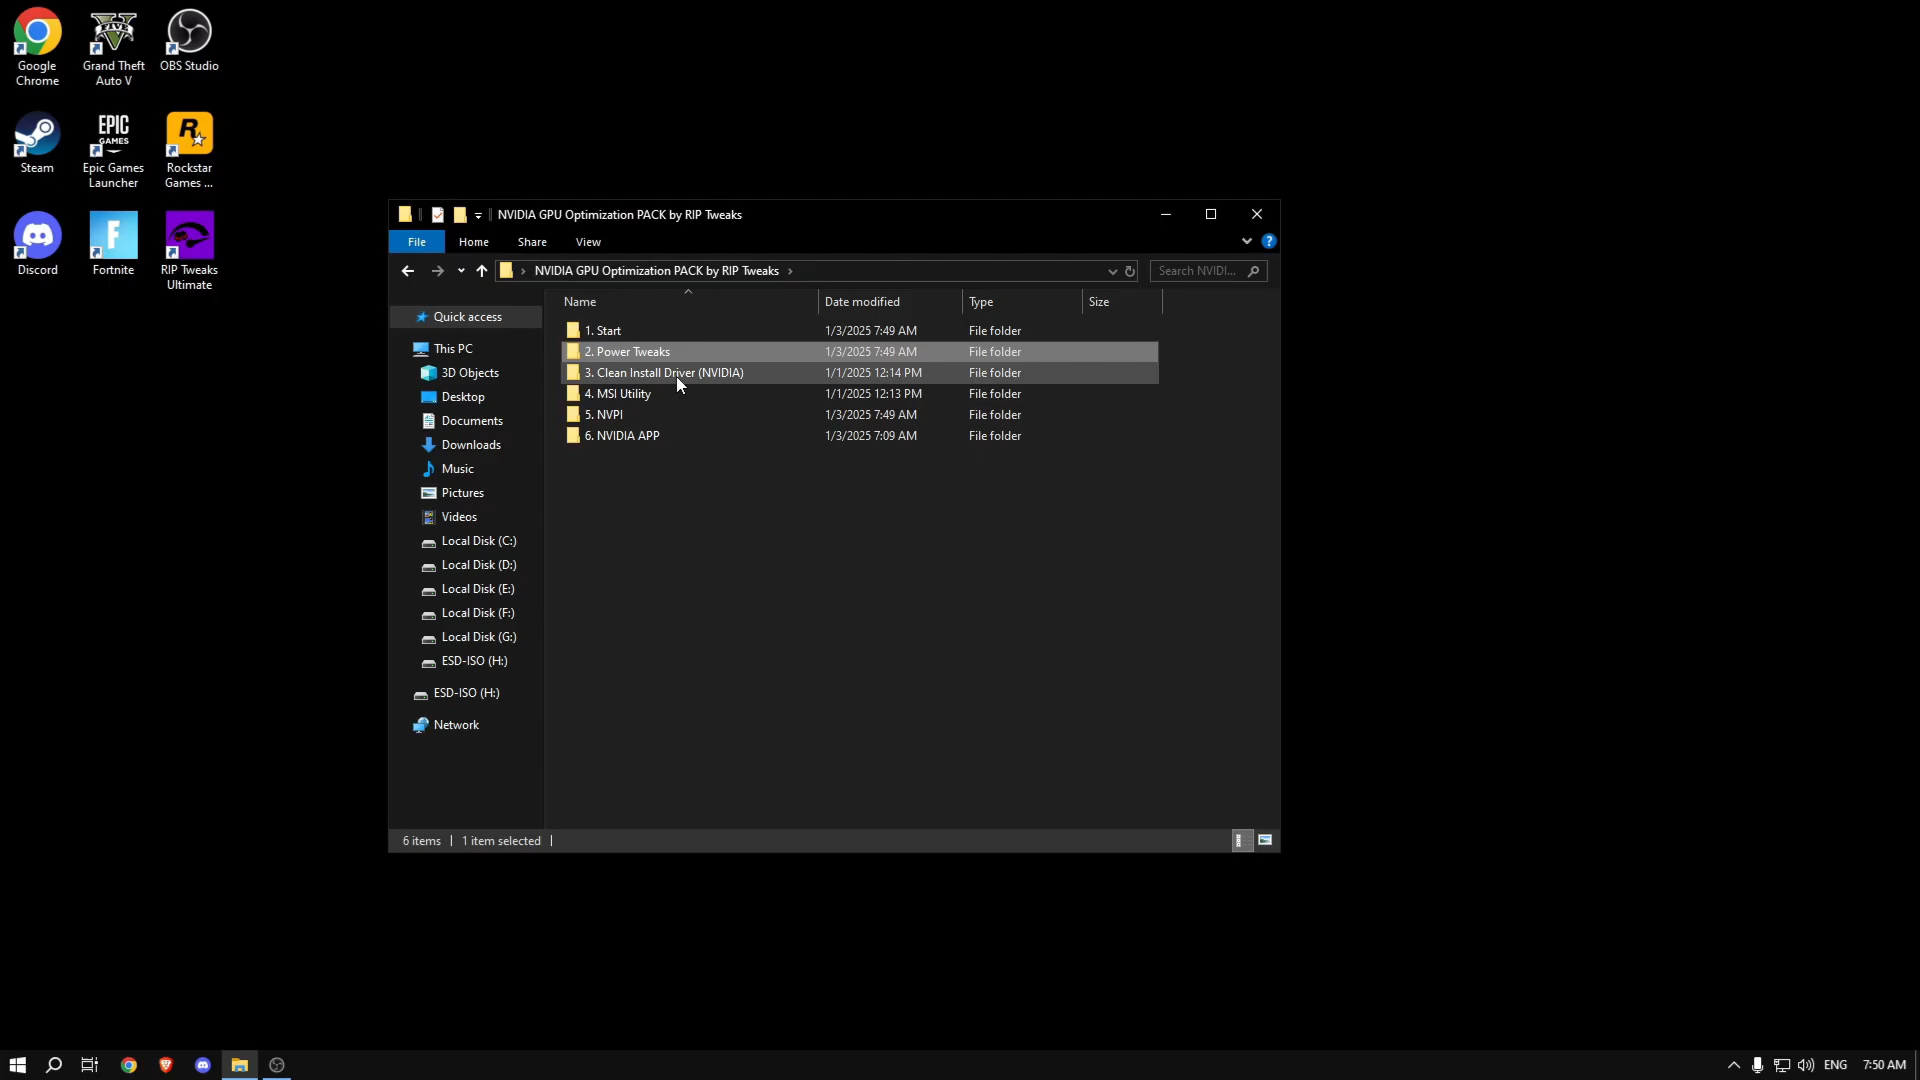 Google Chrome
Grand Theft Auto V
OBS Studio
Steam
Epic Games Launcher
Rockstar Games ...
Discord
Fortnite
RIP Tweaks Ultimate
NVIDIA GPU Optimization PACK by RIP Tweaks
File Home Share View
NVIDIA GPU Optimization PACK by RIP Tweaks
Search NVIDI...
Name Date modified Type Size
1. Start 1/3/2025 7:49 AM File folder
2. Power Tweaks 1/3/2025 7:49 AM File folder
3. Clean Install Driver (NVIDIA) 1/1/2025 12:14 PM File folder
4. MSI Utility 1/1/2025 12:13 PM File folder
5. NVPI 1/3/2025 7:49 AM File folder
6. NVIDIA APP 1/3/2025 7:09 AM File folder
Quick access
This PC
3D Objects
Desktop
Documents
Downloads
Music
Pictures
Videos
Local Disk (C:)
Local Disk (D:)
Local Disk (E:)
Local Disk (F:)
Local Disk (G:)
ESD-ISO (H:)
ESD-ISO (H:)
Network
6 items
1 item selected
ENG
7:50 AM